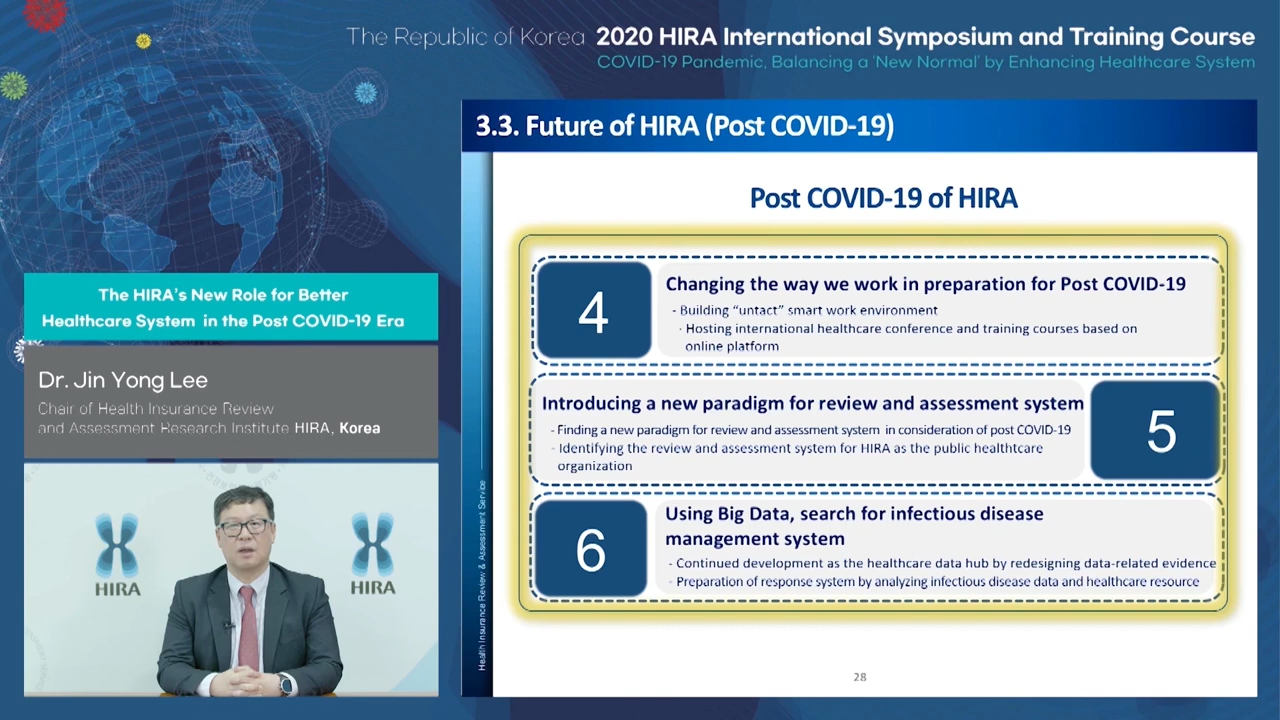 The Republic of Korea 2020 HIRA International Symposium and Training Course
COVID-19 Pandemic, Balancing a 'New Normal' by Enhancing Healthcare System
The HIRA's New Role for Better
Healthcare System in the Post COVID-19 Era
Dr. Jin Yong Lee
Chair of Health Insurance Review
and Assessment Research Institute HIRA, Korea
HIRA
HIRA
3.3. Future of HIRA (Post COVID-19)
Post COVID-19 of HIRA
4
Changing the way we work in preparation for Post COVID-19
- Building “untact” smart work environment
· Hosting international healthcare conference and training courses based on
online platform
Introducing a new paradigm for review and assessment system
- Finding a new paradigm for review and assessment system in consideration of post COVID-19
- Identifying the review and assessment system for HIRA as the public healthtcare
organization
5
6
Using Big Data, search for infectious disease
management system
- Continued development as the healthcare data hub by redesigning data-related evidence
- Preparation of response system by analyzing infectious disease data and healthcare resource
Health Insurance Review & Assessment Service
28